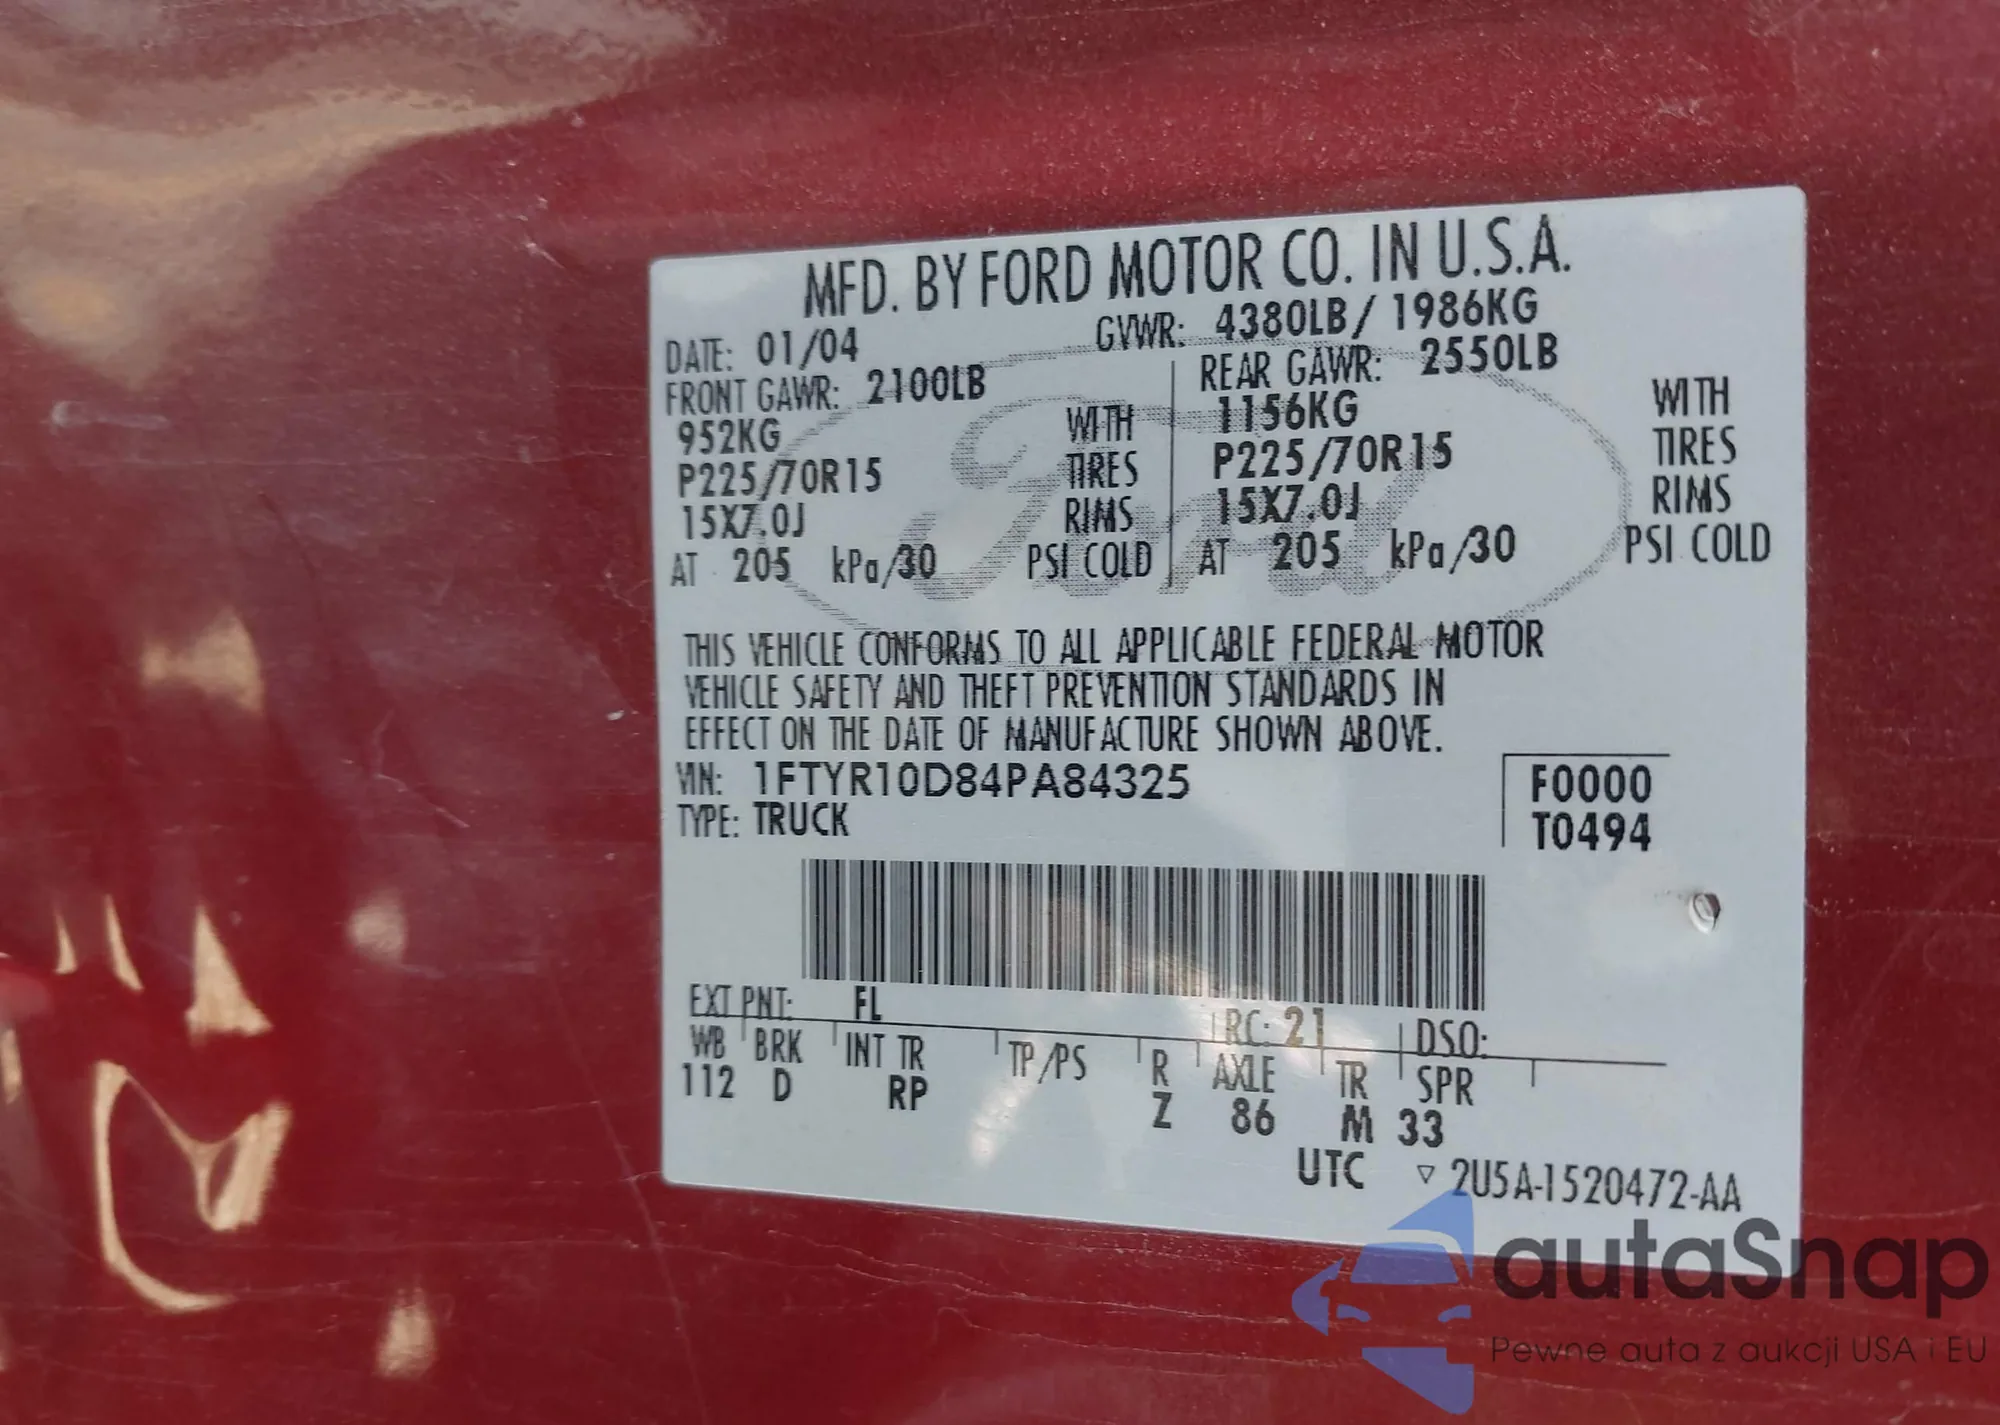 MFD. BY FORD MOTOR CO. IN U.S.A.
DATE: 01/04 GVWR: 4380LB/ 1986KG
FRONT GAWR: 2100LB REAR GAWR: 2550LB
952KG WITH 1156KG WITH
P225/70R15 TIRES P225/70R15 TIRES
15X7.0J RIMS 15X7.0J RIMS
AT 205 kPa/30 PSI COLD AT 205 kPa/30 PSI COLD
Ford
THIS VEHICLE CONFORMS TO ALL APPLICABLE FEDERAL MOTOR
VEHICLE SAFETY AND THEFT PREVENTION STANDARDS IN
EFFECT ON THE DATE OF MANUFACTURE SHOWN ABOVE.
VIN: 1FTYR10D84PA84325 F0000
TYPE: TRUCK T0494
EXT PNT: FL RC: 21 DSO:
WB BRK INT TR TP/PS R AXLE TR SPR
112 D RP Z 86 M 33
UTC ▽ 2U5A-1520472-AA
autaSnap
Pewne auta z aukcji USA i EU